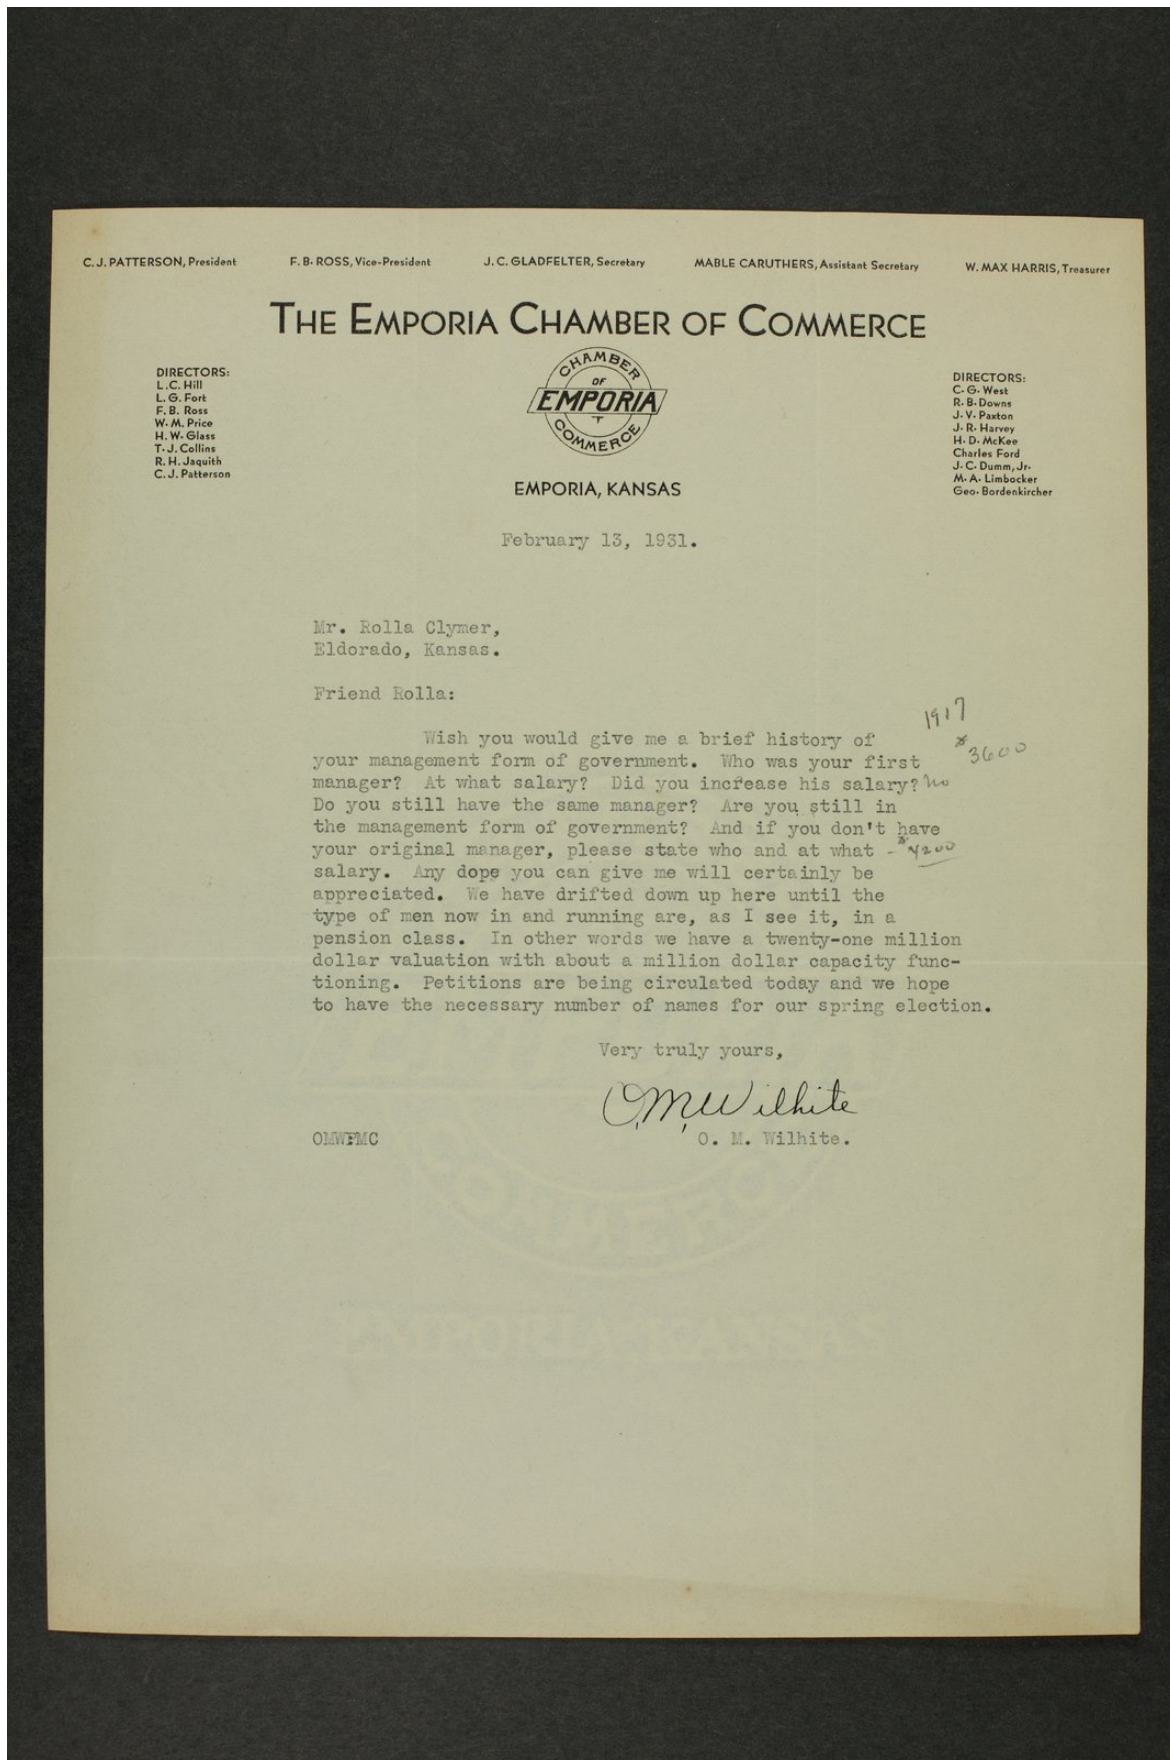 C. J. PATTERSON, President F. B. ROSS, Vice-President J. C. GLADFELTER, Secretary MABLE CARUTHERS, Assistant Secretary W. MAX HARRIS, Treasurer
THE EMPORIA CHAMBER OF COMMERCE
CHAMBER
OF
EMPORIA
COMMERCE
DIRECTORS:
L. C. Hill
L. G. Fort
F. B. Ross
W. M. Price
H. W. Glass
T. J. Collins
R. H. Jaquith
C. J. Patterson
DIRECTORS:
C. G. West
R. B. Downs
J. V. Paxton
J. R. Harvey
H. D. McKee
Charles Ford
J. C. Dumm, Jr.
M. A. Limbocker
Geo. Bordenkircher
EMPORIA, KANSAS
February 13, 1931.
Mr. Rolla Clymer,
Eldorado, Kansas.
Friend Rolla:
1917
Wish you would give me a brief history of
$3600
your management form of government. Who was your first
manager? At what salary? Did you increase his salary? no
Do you still have the same manager? Are you still in
the management form of government? And if you don't have
your original manager, please state who and at what - $4200
salary. Any dope you can give me will certainly be
appreciated. We have drifted down up here until the
type of men now in and running are, as I see it, in a
pension class. In other words we have a twenty-one million
dollar valuation with about a million dollar capacity func-
tioning. Petitions are being circulated today and we hope
to have the necessary number of names for our spring election.
Very truly yours,
O. M. Wilhite
OMWFMC O. M. Wilhite.